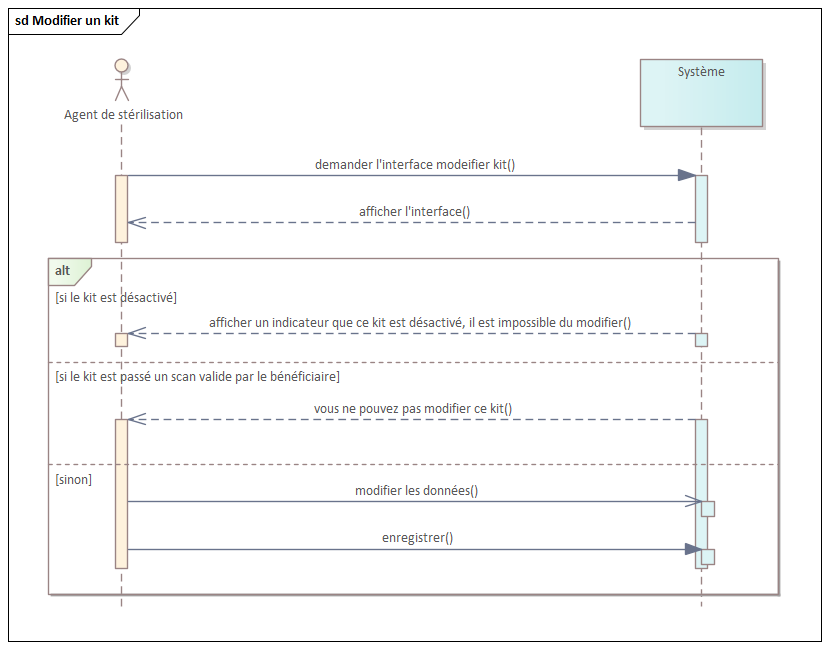 sd Modifier un kit
Système
Agent de stérilisation
demander l'interface modeifier kit()
afficher l'interface()
alt
[si le kit est désactivé]
afficher un indicateur que ce kit est désactivé, il est impossible du modifier()
[si le kit est passé un scan valide par le bénéficiaire]
vous ne pouvez pas modifier ce kit()
[sinon]
modifier les données()
enregistrer()